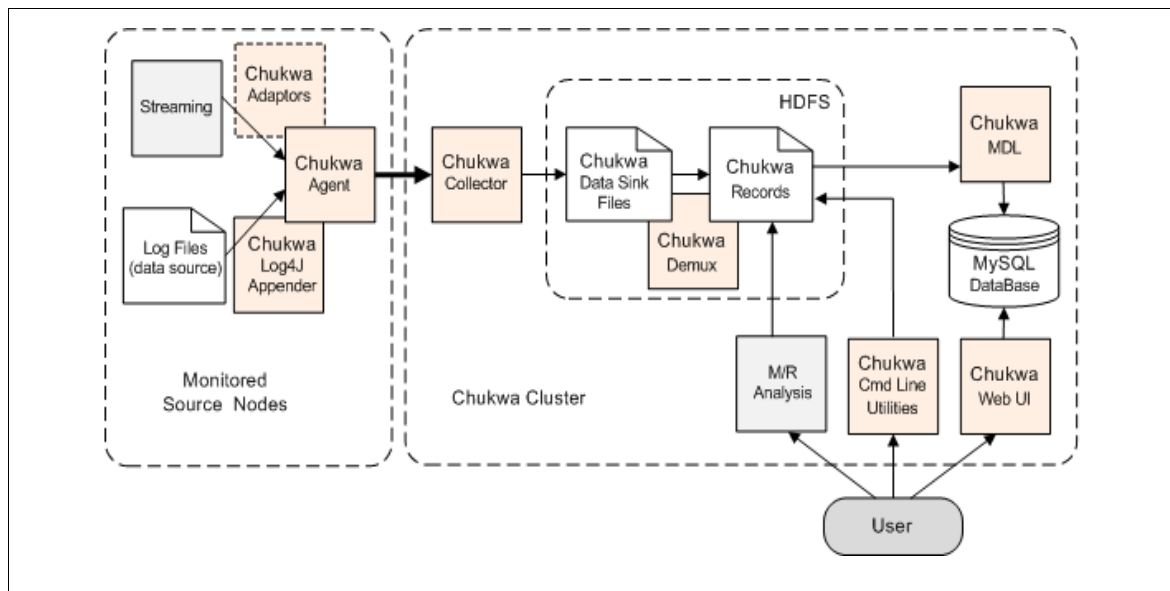 Streaming
Chukwa
Adaptors
Chukwa
Agent
Log Files
(data source)
Chukwa
Log4J
Appender
Monitored
Source Nodes
Chukwa
Collector
HDFS
Chukwa
Data Sink
Files
Chukwa
Records
Chukwa
Demux
Chukwa
MDL
MySQL
DataBase
M/R
Analysis
Chukwa
Cmd Line
Utilities
Chukwa
Web UI
Chukwa Cluster
User